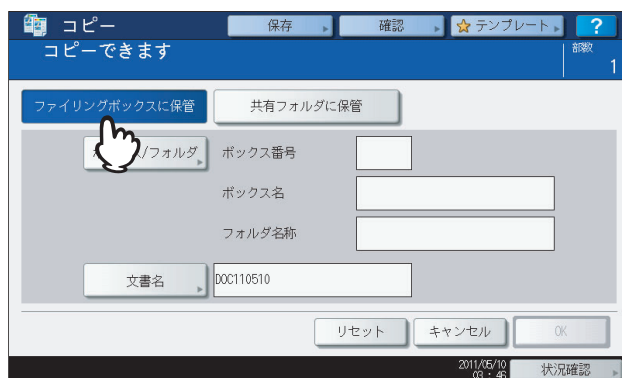 コピー
保存
確認
テンプレート
?
コピーできます
部数
1
ファイリングボックスに保管
共有フォルダに保管
/フォルダ
ボックス番号
ボックス名
フォルダ名称
文書名
DOC110510
リセット
キャンセル
OK
2011/05/10
03 : 46
状況確認